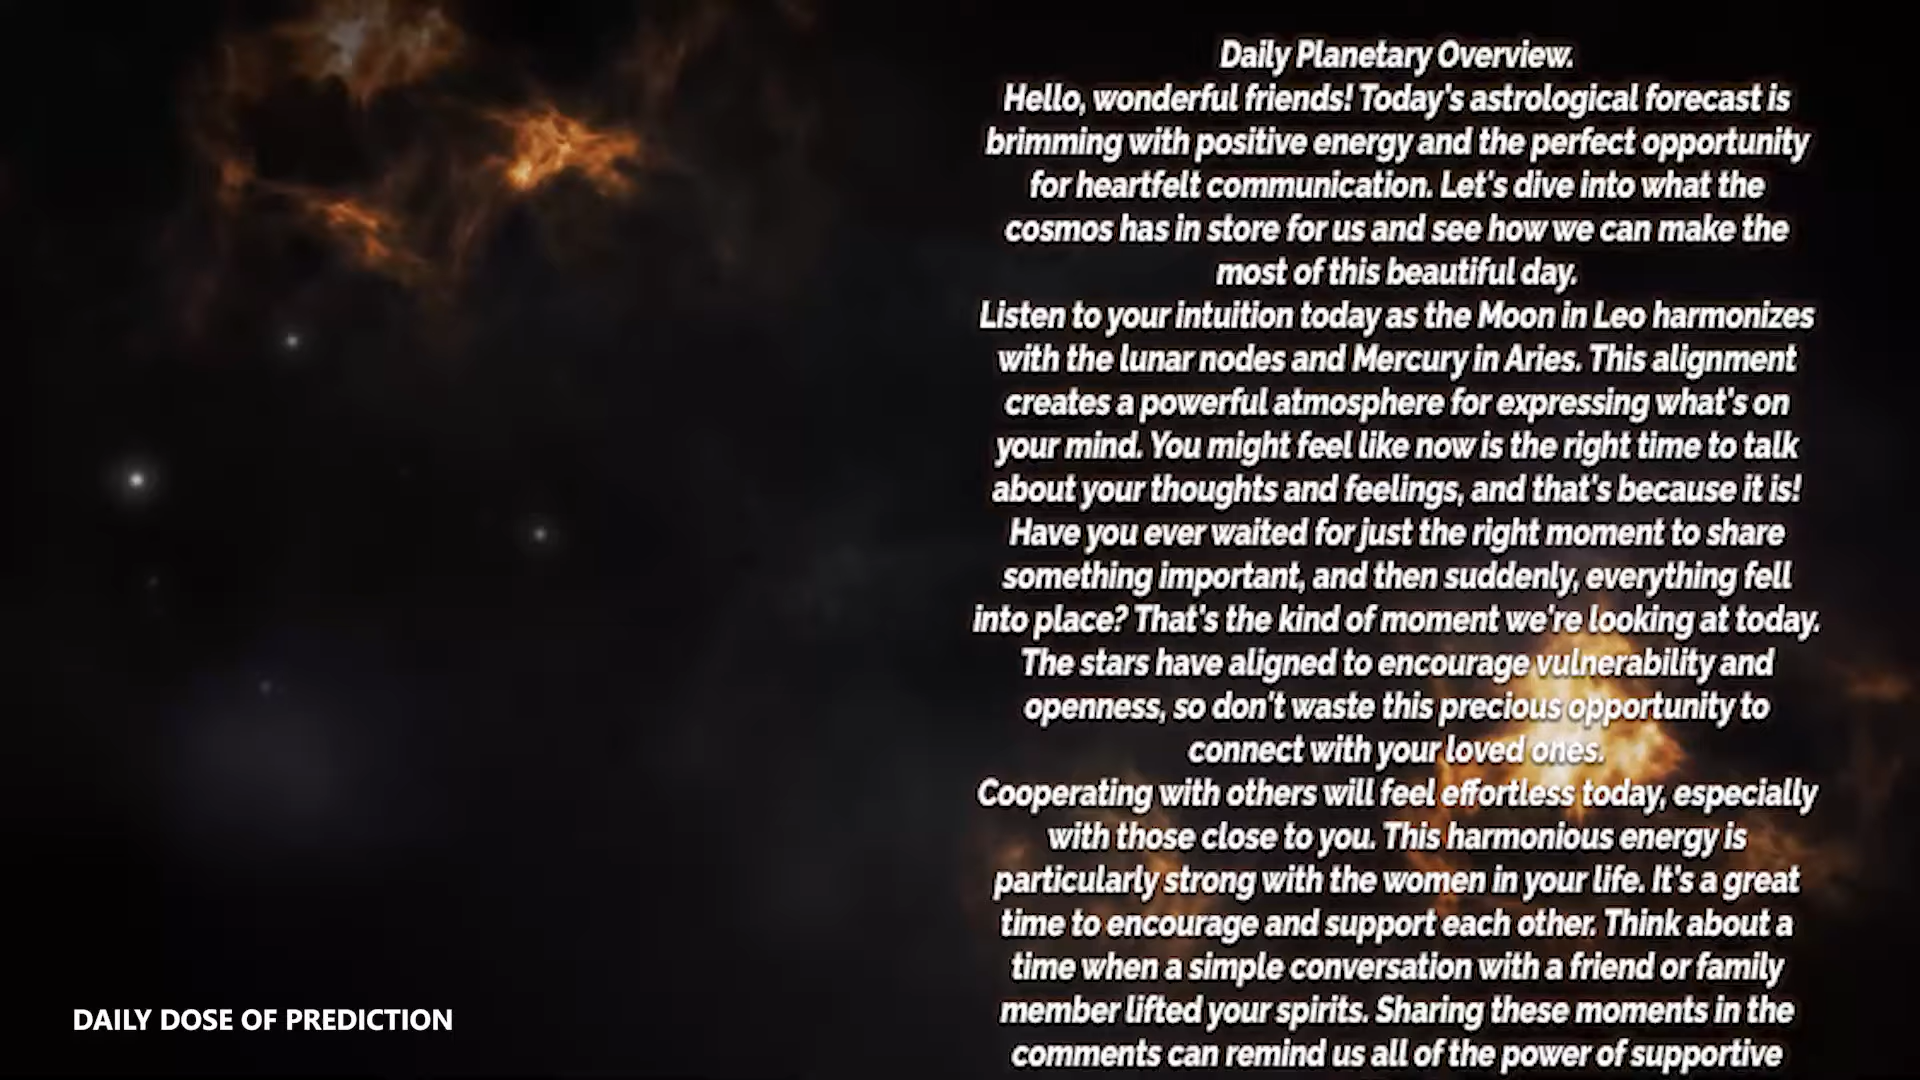 Daily Planetary Overview.
Hello, wonderful friends! Today's astrological forecast is
brimming with positive energy and the perfect opportunity
for heartfelt communication. Let's dive into what the
cosmos has in store for us and see how we can make the
most of this beautiful day.
Listen to your intuition today as the Moon in Leo harmonizes
with the lunar nodes and Mercury in Aries. This alignment
creates a powerful atmosphere for expressing what's on
your mind. You might feel like now is the right time to talk
about your thoughts and feelings, and that's because it is!
Have you ever waited for just the right moment to share
something important, and then suddenly, everything fell
into place? That's the kind of moment we're looking at today.
The stars have aligned to encourage vulnerability and
openness, so don't waste this precious opportunity to
connect with your loved ones.
Cooperating with others will feel effortless today, especially
with those close to you. This harmonious energy is
particularly strong with the women in your life. It's a great
time to encourage and support each other. Think about a
time when a simple conversation with a friend or family
member lifted your spirits. Sharing these moments in the
comments can remind us all of the power of supportive
DAILY DOSE OF PREDICTION